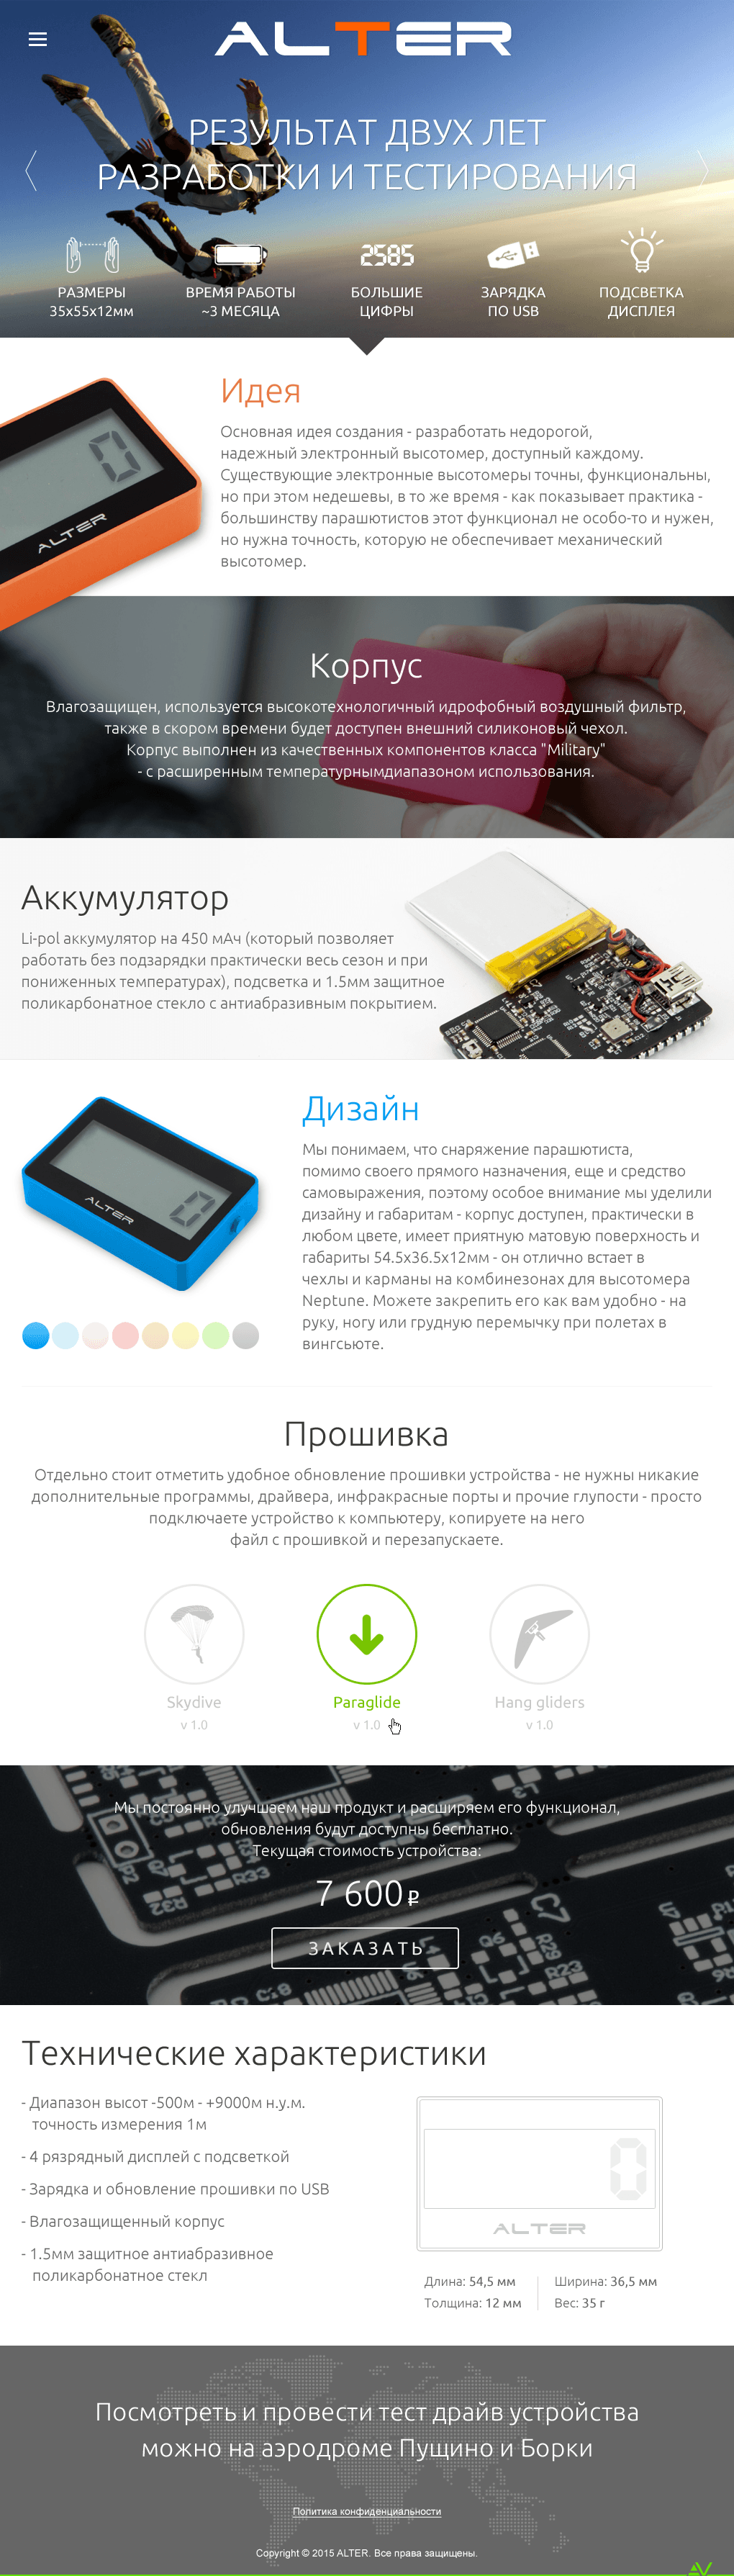 ALTER
РЕЗУЛЬТАТ ДВУХ ЛЕТ
РАЗРАБОТКИ И ТЕСТИРОВАНИЯ
2585
РАЗМЕРЫ
35x55x12мм
ВРЕМЯ РАБОТЫ
~3 МЕСЯЦА
БОЛЬШИЕ
ЦИФРЫ
ЗАРЯДКА
ПО USB
ПОДСВЕТКА
ДИСПЛЕЯ
0
ALTER
Идея
Основная идея создания - разработать недорогой,
надежный электронный высотомер, доступный каждому.
Существующие электронные высотомеры точны, функциональны,
но при этом недешевы, в то же время - как показывает практика -
большинству парашютистов этот функционал не особо-то и нужен,
но нужна точность, которую не обеспечивает механический
высотомер.
Корпус
Влагозащищен, используется высокотехнологичный идрофобный воздушный фильтр,
также в скором времени будет доступен внешний силиконовый чехол.
Корпус выполнен из качественных компонентов класса "Military"
- с расширенным температурнымдиапазоном использования.
Аккумулятор
Li-pol аккумулятор на 450 мАч (который позволяет
работать без подзарядки практически весь сезон и при
пониженных температурах), подсветка и 1.5мм защитное
поликарбонатное стекло с антиабразивным покрытием.
0
ALTER
Дизайн
Мы понимаем, что снаряжение парашютиста,
помимо своего прямого назначения, еще и средство
самовыражения, поэтому особое внимание мы уделили
дизайну и габаритам - корпус доступен, практически в
любом цвете, имеет приятную матовую поверхность и
габариты 54.5x36.5x12мм - он отлично встает в
чехлы и карманы на комбинезонах для высотомера
Neptune. Можете закрепить его как вам удобно - на
руку, ногу или грудную перемычку при полетах в
вингсьюте.
Прошивка
Отдельно стоит отметить удобное обновление прошивки устройства - не нужны никакие
дополнительные программы, драйвера, инфракрасные порты и прочие глупости - просто
подключаете устройство к компьютеру, копируете на него
файл с прошивкой и перезапускаете.
Skydive
v 1.0
Paraglide
v 1.0
Hang gliders
v 1.0
Мы постоянно улучшаем наш продукт и расширяем его функционал,
обновления будут доступны бесплатно.
Текущая стоимость устройства:
7 600 ₽
ЗАКАЗАТЬ
Технические характеристики
- Диапазон высот -500м - +9000м н.у.м.
точность измерения 1м
- 4 рязрядный дисплей с подсветкой
- Зарядка и обновление прошивки по USB
- Влагозащищенный корпус
- 1.5мм защитное антиабразивное
поликарбонатное стекл
0
ALTER
Длина: 54,5 мм
Толщина: 12 мм
Ширина: 36,5 мм
Вес: 35 г
Посмотреть и провести тест драйв устройства
можно на аэродроме Пущино и Борки
Политика конфиденциальности
Copyright © 2015 ALTER. Все права защищены.